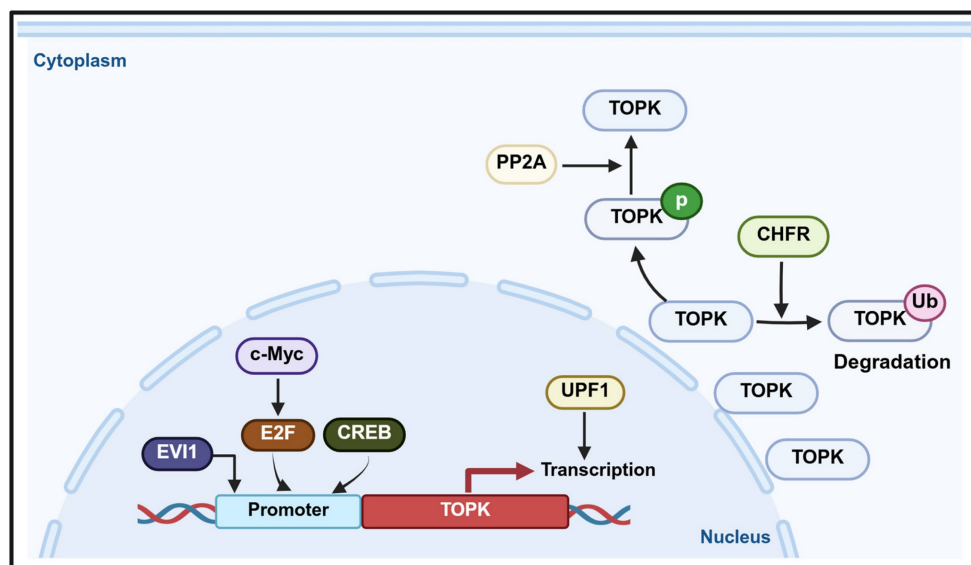 Cytoplasm
TOPK
PP2A
TOPK
p
CHFR
TOPK
TOPK
Ub
Degradation
c-Myc
UPF1
TOPK
EVI1
E2F
CREB
Transcription
TOPK
Promoter
TOPK
Nucleus